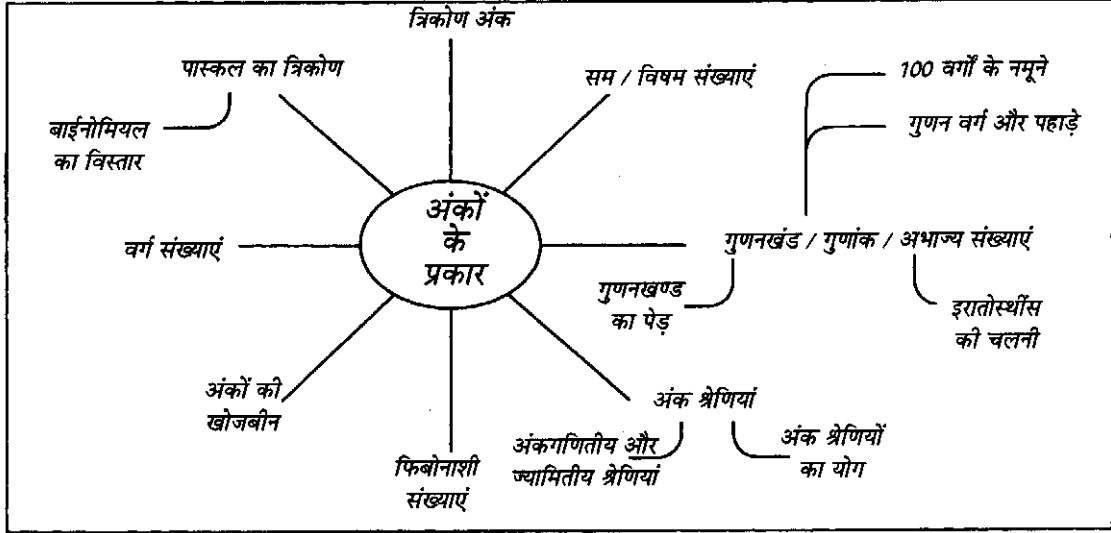 त्रिकोण अंक
पास्कल का त्रिकोण
सम / विषम संख्याएं
100 वर्गों के नमूने
बाईनोमियल
का विस्तार
गुणन वर्ग और पहाड़े
अंकों
के
प्रकार
वर्ग संख्याएं
गुणनखंड / गुणांक / अभाज्य संख्याएं
गुणनखण्ड
का पेड़
इरातोस्थींस
की चलनी
अंकों की
खोजबीन
अंक श्रेणियां
फिबोनाशी
संख्याएं
अंकगणितीय और
ज्यामितीय श्रेणियां
अंक श्रेणियों
का योग